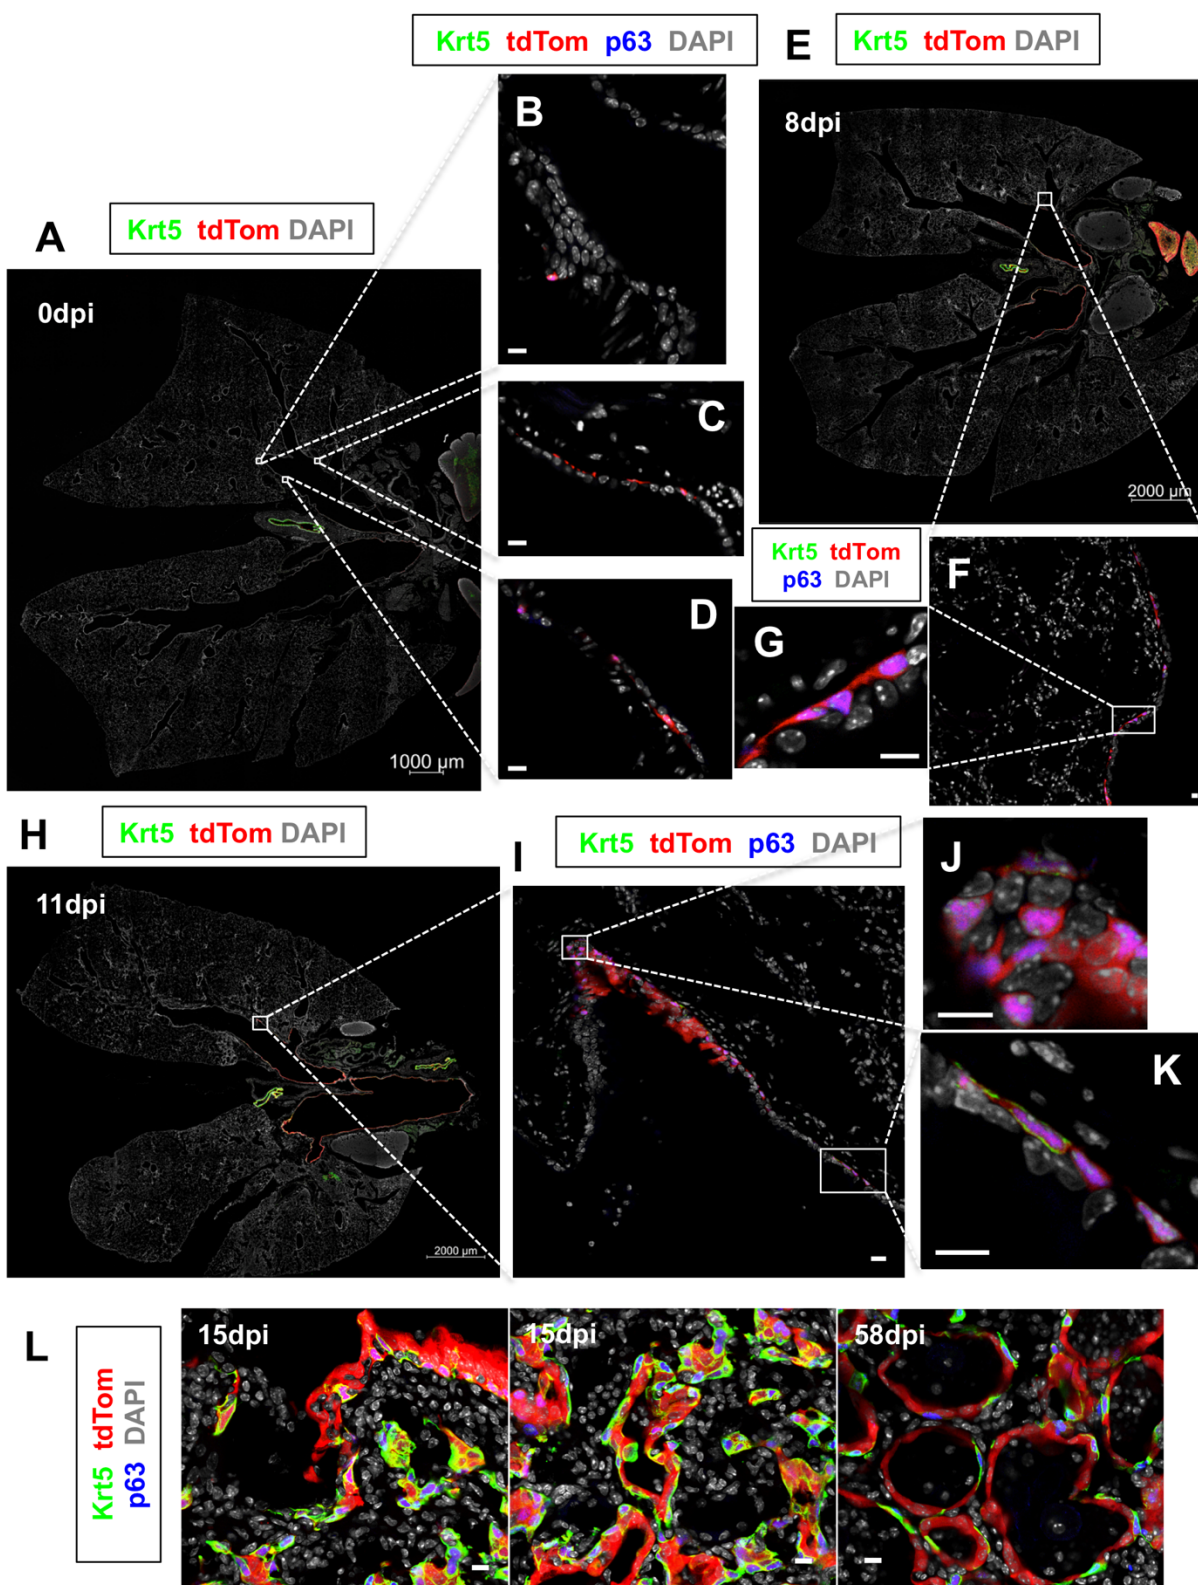 Krt5 tdTom p63 DAPI
E
Krt5 tdTom DAPI
B
8dpi
A
Krt5 tdTom DAPI
0dpi
C
2000 µm
Krt5 tdTom
p63 DAPI
F
D
G
1000 µm
H
Krt5 tdTom DAPI
I
Krt5 tdTom p63 DAPI
J
11dpi
K
2000 µm
L
Krt5 tdTom
p63 DAPI
15dpi
15dpi
58dpi